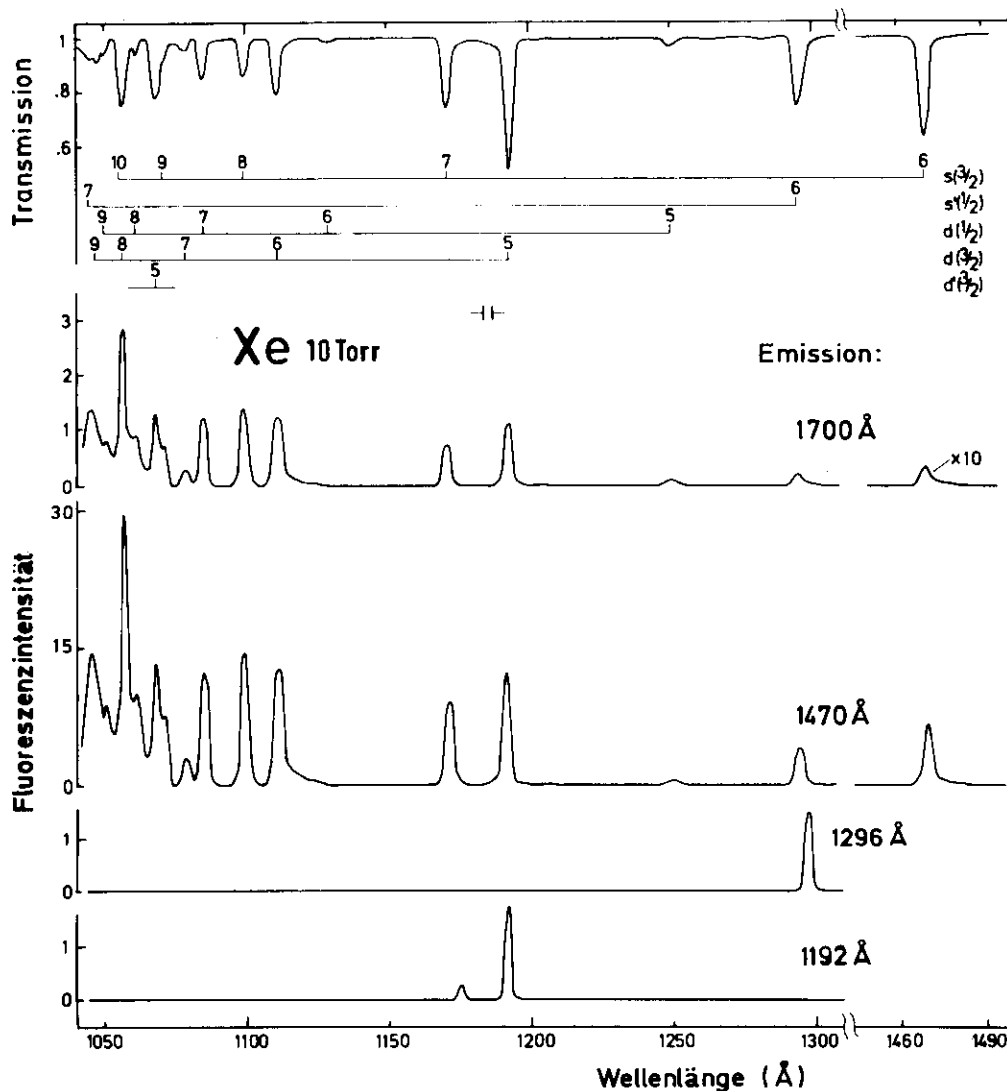 Transmission
1
.8
.6
10 9 8 7 6 s(3/2)
7 6 s'(1/2)
9 8 7 6 5 d(1/2)
9 8 7 6 5 d(3/2)
5 d'(3/2)
Xe 10 Torr
Emission:
3
2
1
0
1700 Å
x10
Fluoreszenzintensität
30
15
0
1470 Å
1
0
1296 Å
1
0
1192 Å
1050 1100 1150 1200 1250 1300 1460 1490
Wellenlänge (Å)